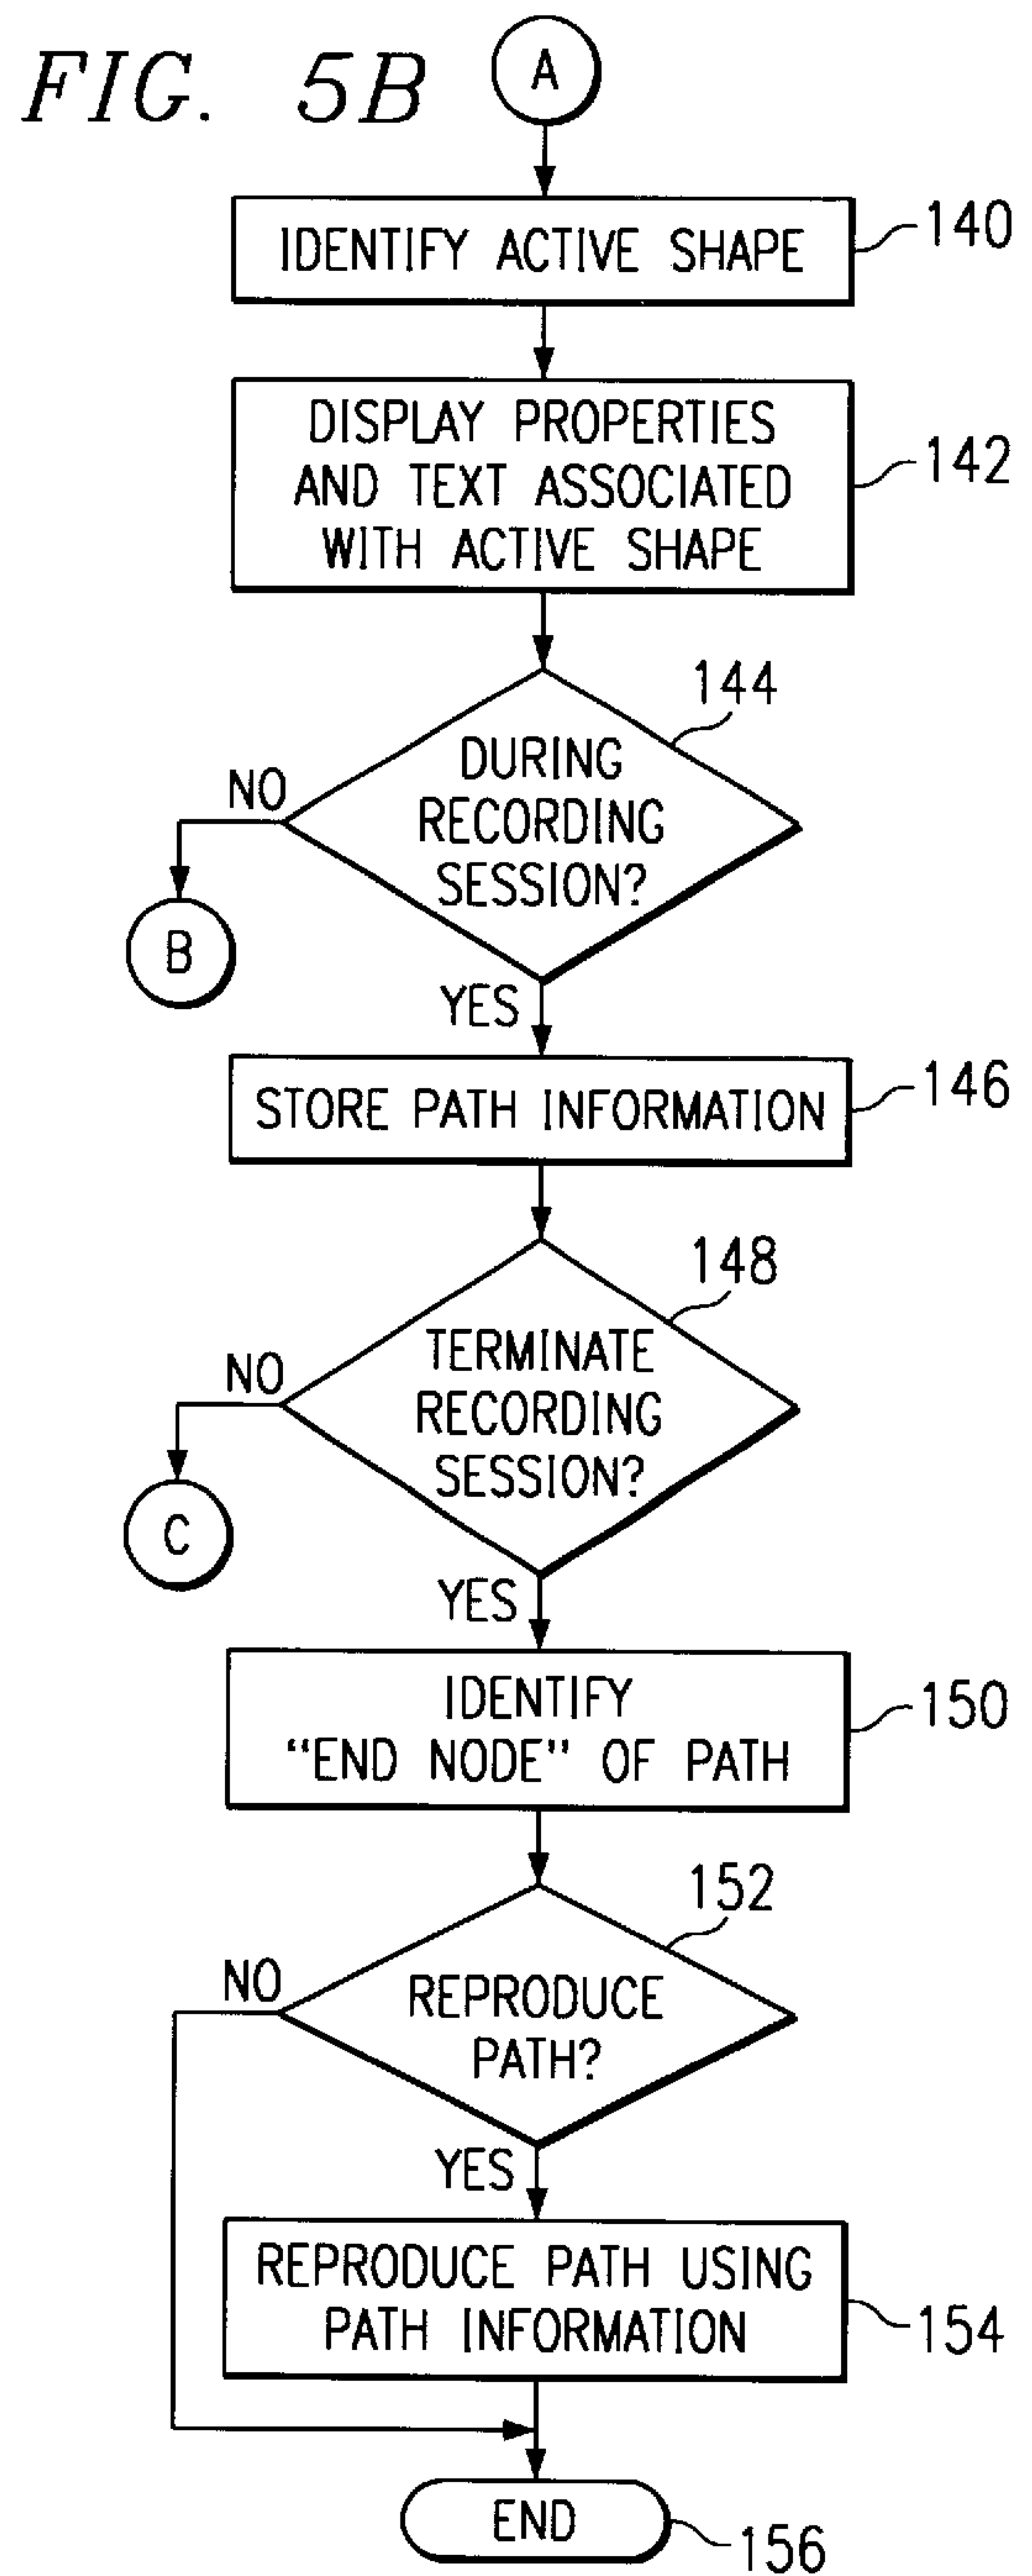 FIG. 5B
A
IDENTIFY ACTIVE SHAPE
140
DISPLAY PROPERTIES
AND TEXT ASSOCIATED
WITH ACTIVE SHAPE
142
144
DURING
RECORDING
SESSION?
NO
B
YES
STORE PATH INFORMATION
146
148
TERMINATE
RECORDING
SESSION?
NO
C
YES
IDENTIFY
"END NODE" OF PATH
150
152
REPRODUCE
PATH?
NO
YES
REPRODUCE PATH USING
PATH INFORMATION
154
END
156